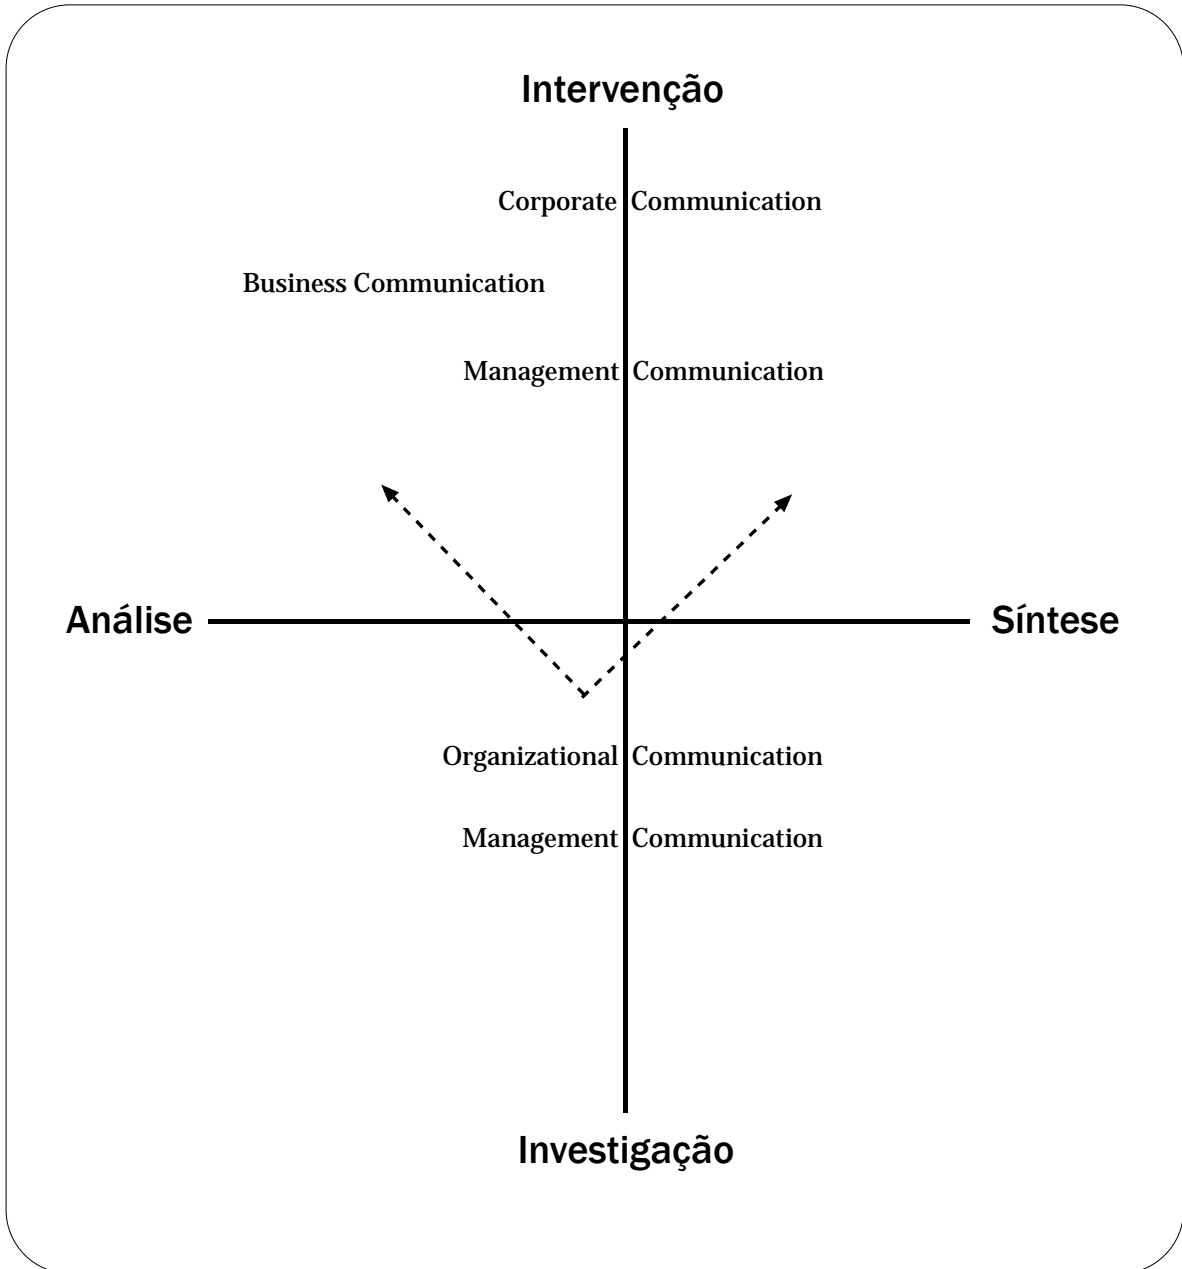 Intervenção
Corporate Communication
Business Communication
Management Communication
Análise
Síntese
Organizational Communication
Management Communication
Investigação